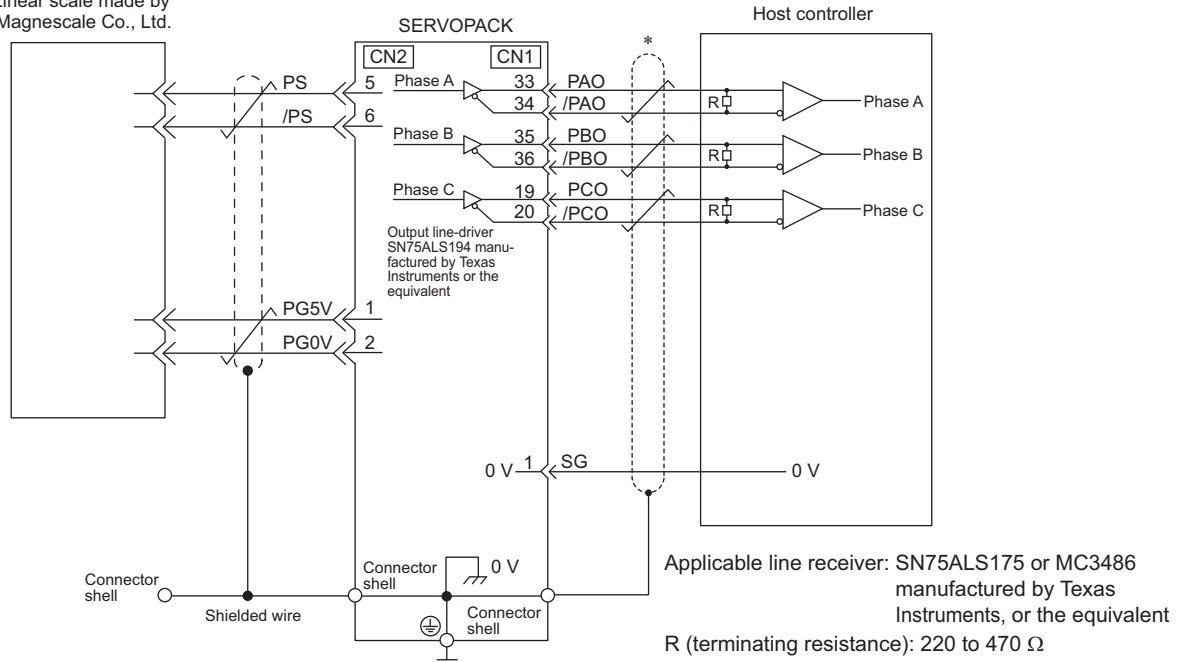 Linear scale made by
Magnescale Co., Ltd.
SERVOPACK
Host controller
CN2
CN1
*
PS
5
Phase A
33
PAO
R
Phase A
/PS
6
34
/PAO
Phase B
35
PBO
R
Phase B
36
/PBO
Phase C
19
PCO
R
Phase C
20
/PCO
Output line-driver
SN75ALS194 manu-
factured by Texas
Instruments or the
equivalent
PG5V
1
PG0V
2
0 V
1
SG
0 V
Connector
shell
Shielded wire
Connector
shell
0 V
Connector
shell
Applicable line receiver: SN75ALS175 or MC3486
manufactured by Texas
Instruments, or the equivalent
R (terminating resistance): 220 to 470 Ω